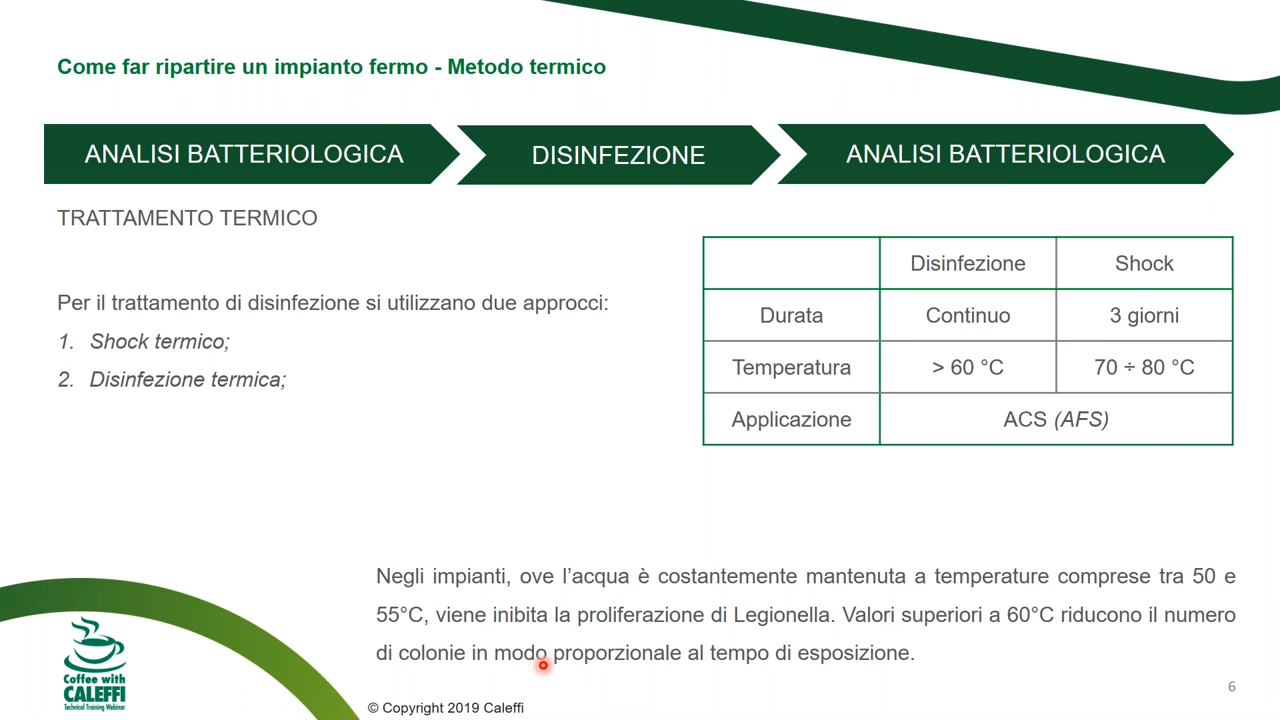 Come far ripartire un impianto fermo - Metodo termico
ANALISI BATTERIOLOGICA
DISINFEZIONE
ANALISI BATTERIOLOGICA
TRATTAMENTO TERMICO
Per il trattamento di disinfezione si utilizzano due approcci:
1. Shock termico;
2. Disinfezione termica;
Disinfezione Shock
Durata Continuo 3 giorni
Temperatura > 60 °C 70 ÷ 80 °C
Applicazione ACS (AFS)
Negli impianti, ove l’acqua è costantemente mantenuta a temperature comprese tra 50 e
55°C, viene inibita la proliferazione di Legionella. Valori superiori a 60°C riducono il numero
di colonie in modo proporzionale al tempo di esposizione.
Coffee with
CALEFFI
Technical Training Webinar
© Copyright 2019 Caleffi
6